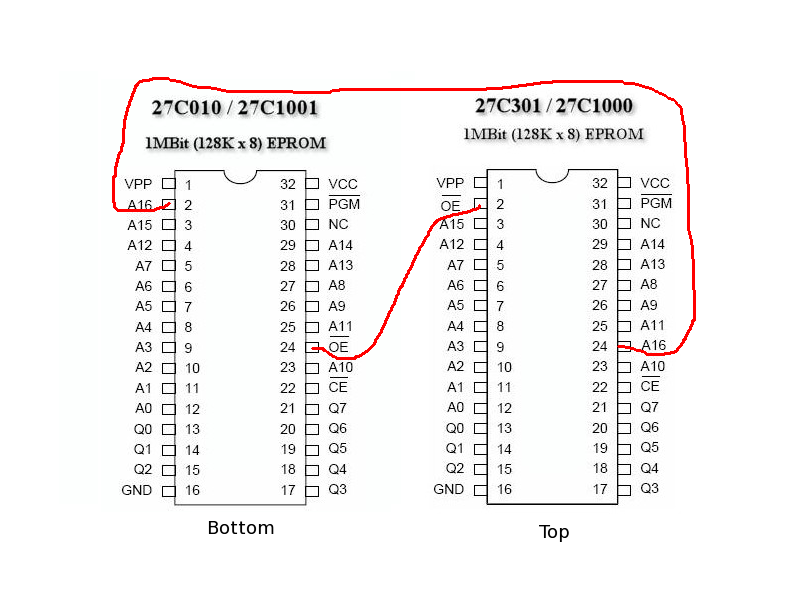 27C010 / 27C1001
1MBit (128K x 8) EPROM
VPP 1 32 VCC
A16 2 31 PGM
A15 3 30 NC
A12 4 29 A14
A7 5 28 A13
A6 6 27 A8
A5 7 26 A9
A4 8 25 A11
A3 9 24 OE
A2 10 23 A10
A1 11 22 CE
A0 12 21 Q7
Q0 13 20 Q6
Q1 14 19 Q5
Q2 15 18 Q4
GND 16 17 Q3
Bottom
27C301 / 27C1000
1MBit (128K x 8) EPROM
VPP 1 32 VCC
OE 2 31 PGM
A15 3 30 NC
A12 4 29 A14
A7 5 28 A13
A6 6 27 A8
A5 7 26 A9
A4 8 25 A11
A3 9 24 A16
A2 10 23 A10
A1 11 22 CE
A0 12 21 Q7
Q0 13 20 Q6
Q1 14 19 Q5
Q2 15 18 Q4
GND 16 17 Q3
Top